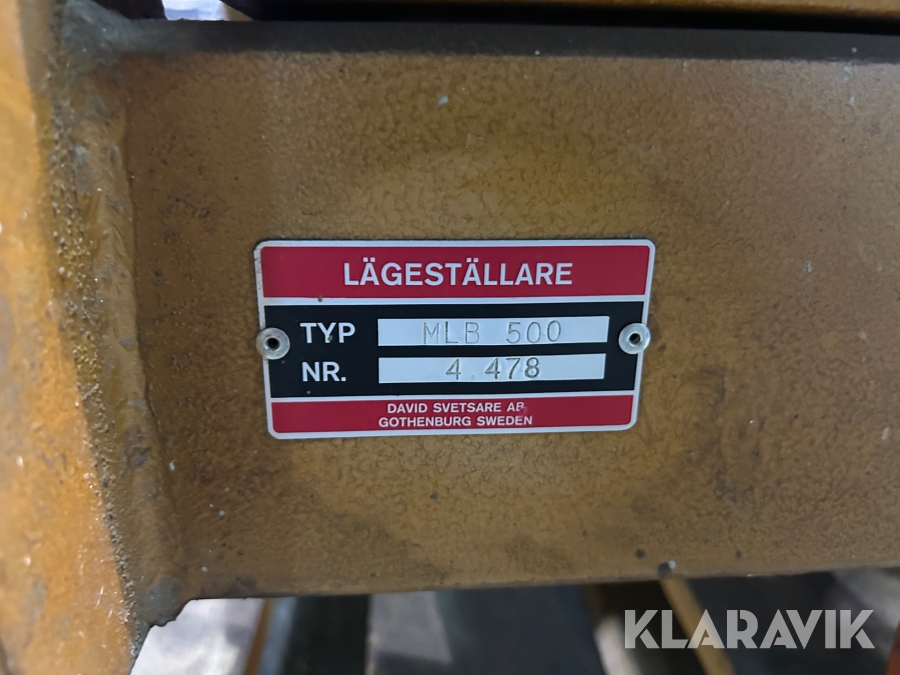 LÄGESTÄLLARE
TYP MLB 500
NR. 4.478
DAVID SVETSARE AB
GOTHENBURG SWEDEN
KLARAVIK